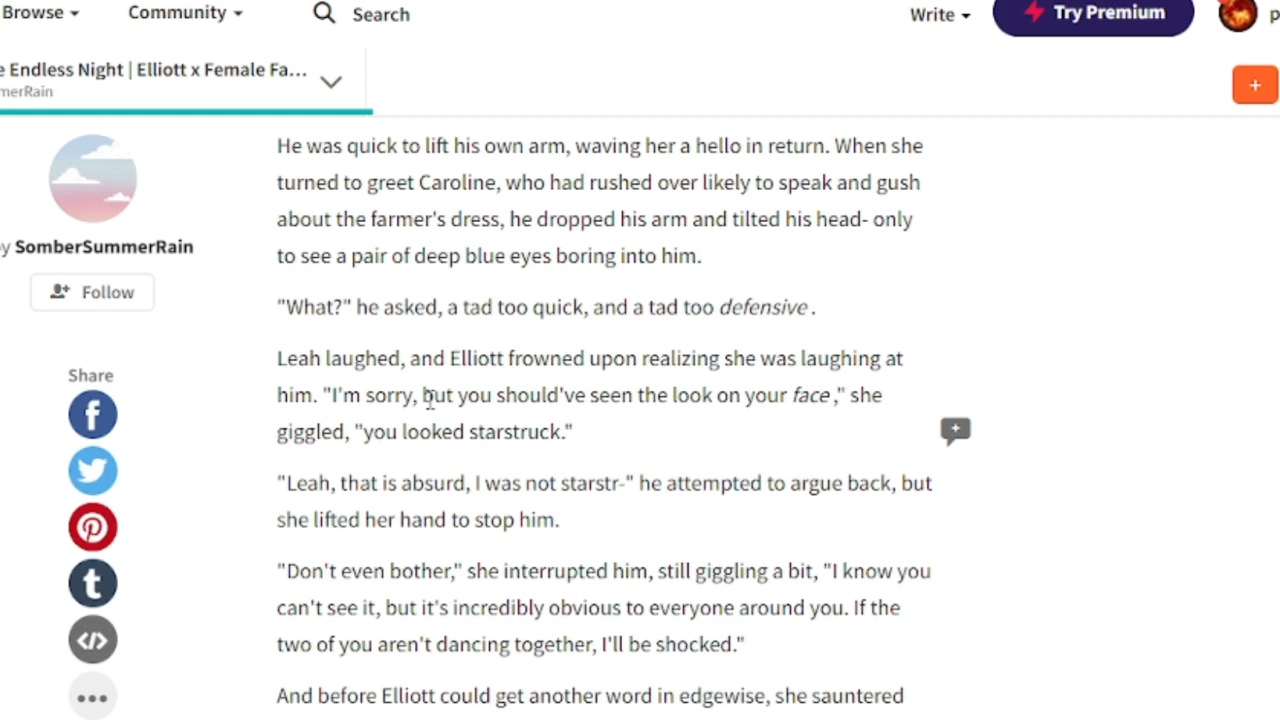 Browse
Community
Search
Write
Try Premium
p
e Endless Night | Elliott x Female Fa...
merRain
+
y SomberSummerRain
Follow
Share
f
t
</>
He was quick to lift his own arm, waving her a hello in return. When she
turned to greet Caroline, who had rushed over likely to speak and gush
about the farmer's dress, he dropped his arm and tilted his head- only
to see a pair of deep blue eyes boring into him.
"What?" he asked, a tad too quick, and a tad too defensive .
Leah laughed, and Elliott frowned upon realizing she was laughing at
him. "I'm sorry, but you should've seen the look on your face ," she
giggled, "you looked starstruck."
"Leah, that is absurd, I was not starstr-" he attempted to argue back, but
she lifted her hand to stop him.
"Don't even bother," she interrupted him, still giggling a bit, "I know you
can't see it, but it's incredibly obvious to everyone around you. If the
two of you aren't dancing together, I'll be shocked."
And before Elliott could get another word in edgewise, she sauntered